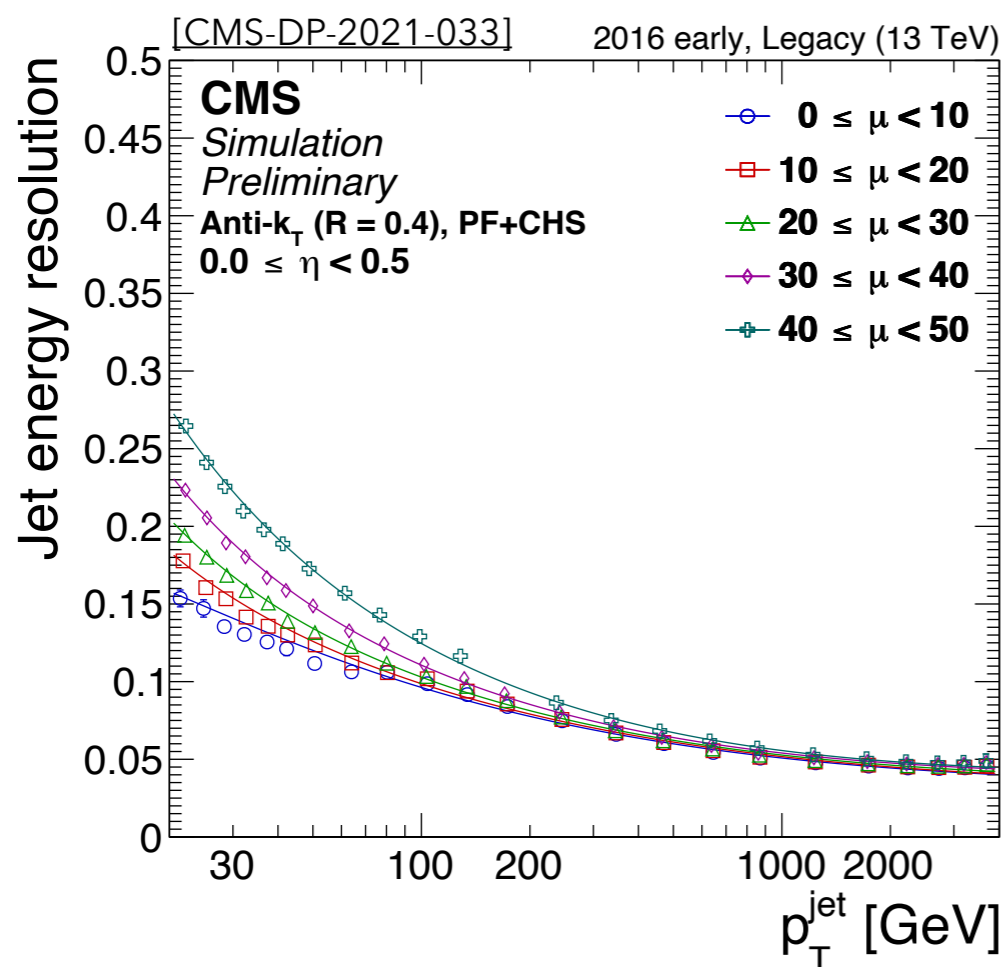 [CMS-DP-2021-033] 2016 early, Legacy (13 TeV)
CMS
Simulation
Preliminary
Anti-k_T (R = 0.4), PF+CHS
0.0 ≤ η < 0.5
0 ≤ μ < 10
10 ≤ μ < 20
20 ≤ μ < 30
30 ≤ μ < 40
40 ≤ μ < 50
Jet energy resolution
0.5
0.45
0.4
0.35
0.3
0.25
0.2
0.15
0.1
0.05
0
30 100 200 1000 2000
p_T^jet [GeV]